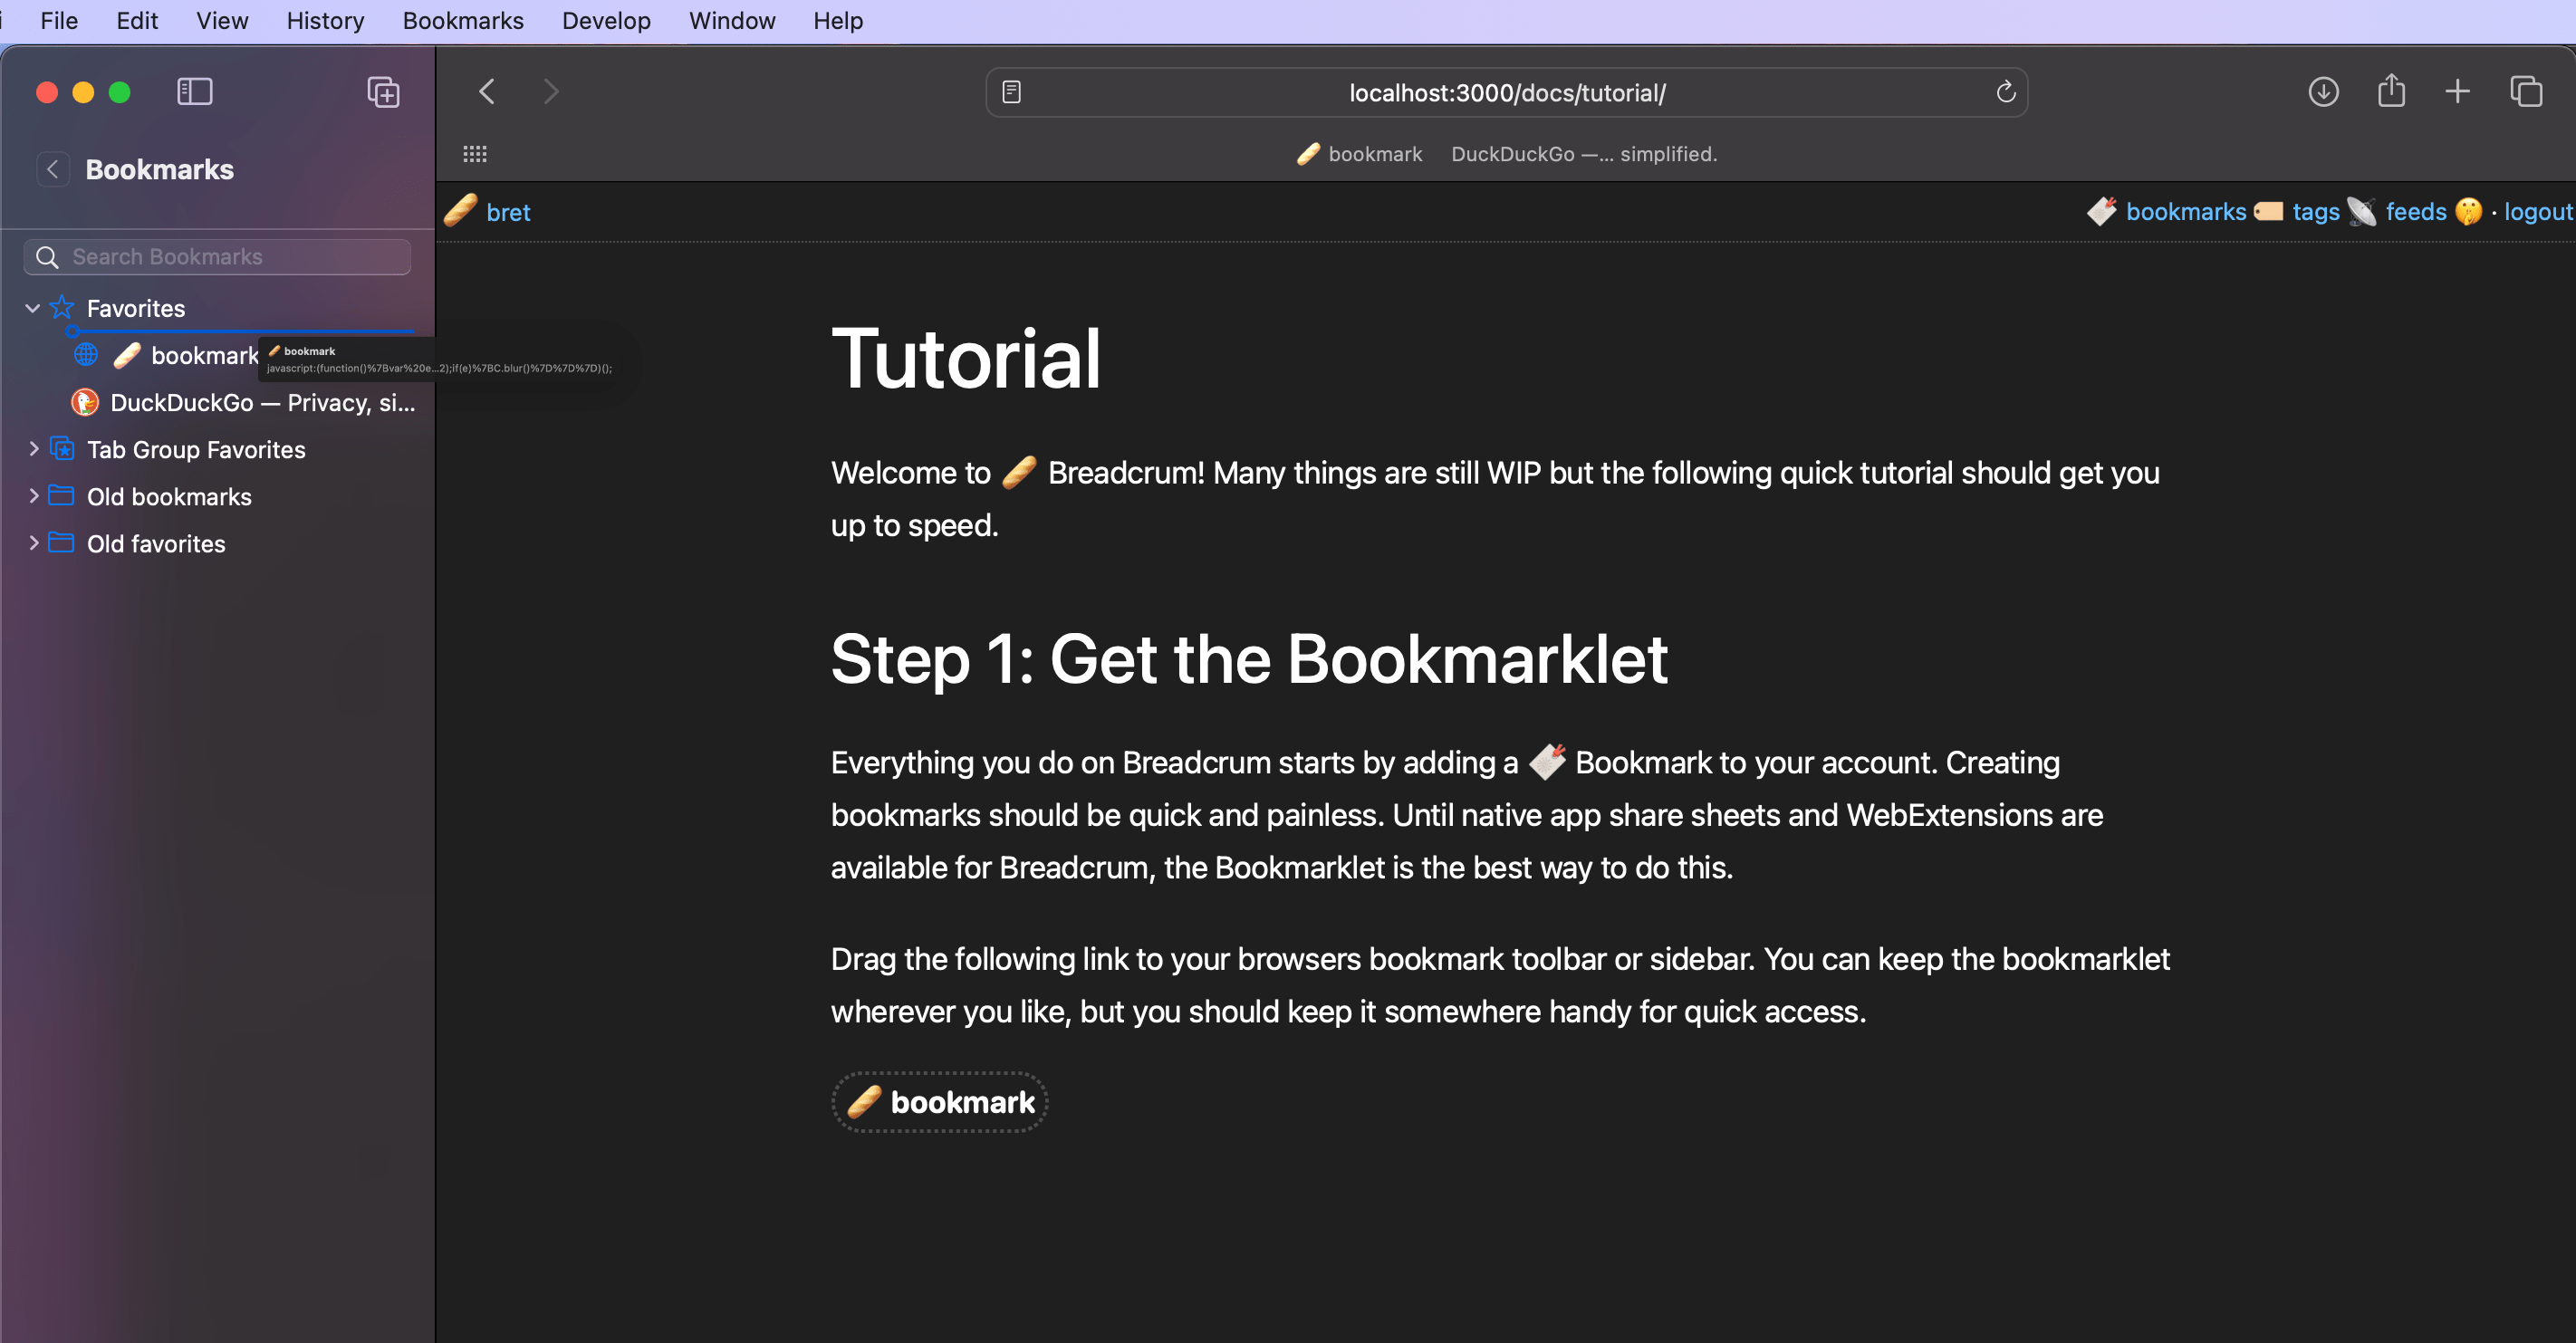 File Edit View History Bookmarks Develop Window Help
localhost:3000/docs/tutorial/
Bookmarks
🥖 bookmark DuckDuckGo —... simplified.
🥖 bret
bookmarks 🏷️ tags 📡 feeds 🤫 · logout
Search Bookmarks
Favorites
🥖 bookmark
🥖 bookmark
javascript:(function()%7Bvar%20e...2);if(e)%7BC.blur()%7D%7D%7D)();
DuckDuckGo — Privacy, si...
Tab Group Favorites
Old bookmarks
Old favorites
Tutorial
Welcome to 🥖 Breadcrum! Many things are still WIP but the following quick tutorial should get you
up to speed.
Step 1: Get the Bookmarklet
Everything you do on Breadcrum starts by adding a Bookmark to your account. Creating
bookmarks should be quick and painless. Until native app share sheets and WebExtensions are
available for Breadcrum, the Bookmarklet is the best way to do this.
Drag the following link to your browsers bookmark toolbar or sidebar. You can keep the bookmarklet
wherever you like, but you should keep it somewhere handy for quick access.
🥖 bookmark